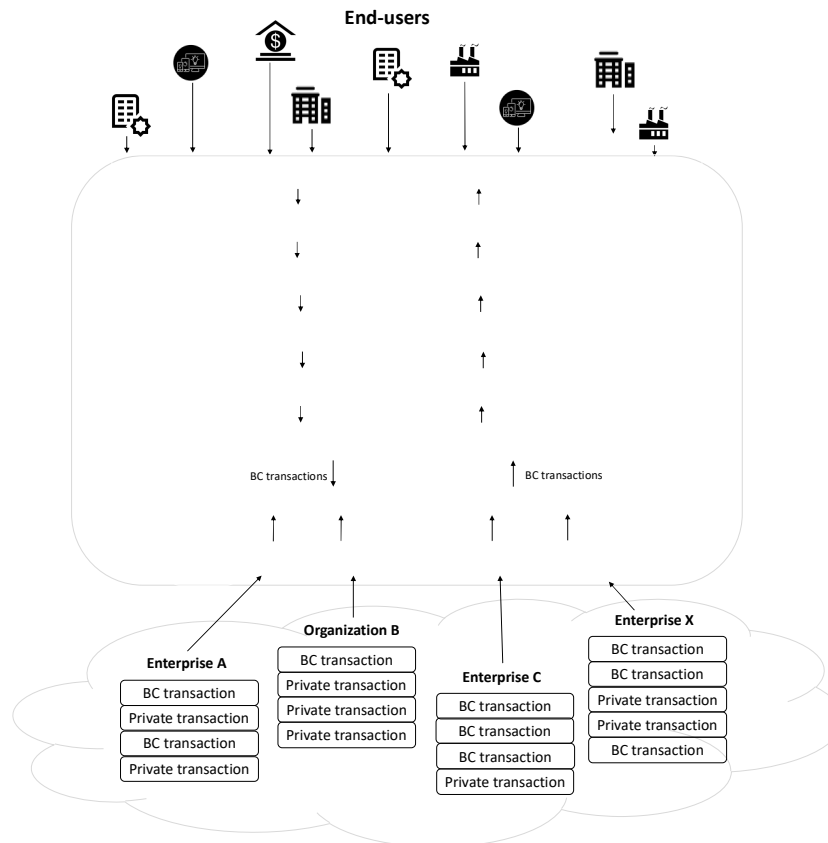 End-users
BC transactions
BC transactions
Enterprise A
BC transaction
Private transaction
BC transaction
Private transaction
Organization B
BC transaction
Private transaction
Private transaction
Private transaction
Enterprise C
BC transaction
BC transaction
BC transaction
Private transaction
Enterprise X
BC transaction
BC transaction
Private transaction
Private transaction
BC transaction